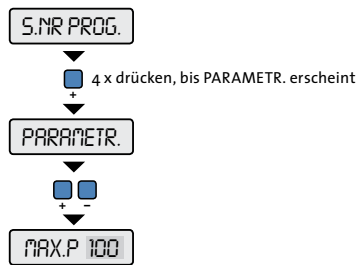 S.NR PROG.
4 x drücken, bis PARAMETR. erscheint
+
PARAMETR.
+ −
MAX.P 100